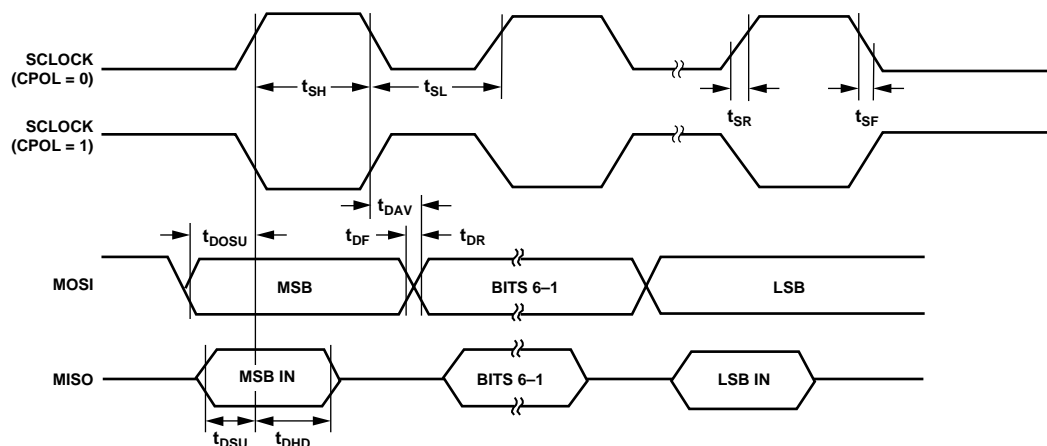 SCLOCK
(CPOL = 0)
tSH
tSL
tSR
tSF
SCLOCK
(CPOL = 1)
tDAV
tDOSU
tDF
tDR
MOSI
MSB
BITS 6–1
LSB
MISO
MSB IN
BITS 6–1
LSB IN
tDSU
tDHD